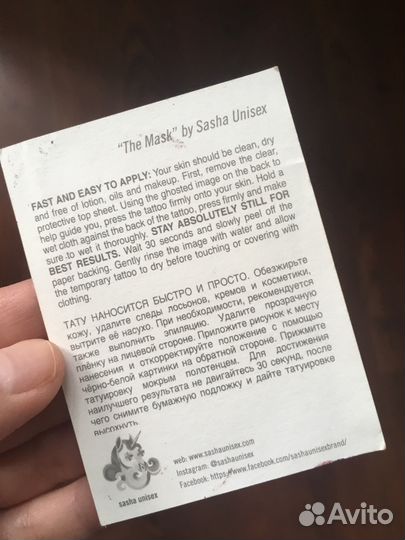 "The Mask" by Sasha Unisex
FAST AND EASY TO APPLY: Your skin should be clean, dry
and free of lotion, oils and makeup. First, remove the clear,
protective top sheet. Using the ghosted image on the back to
help guide you, press the tattoo firmly onto your skin. Hold a
wet cloth against the back of the tattoo, press firmly and make
sure to wet it thoroughly. STAY ABSOLUTELY STILL FOR
BEST RESULTS. Wait 30 seconds and slowly peel off the
paper backing. Gently rinse the image with water and allow
the temporary tattoo to dry before touching or covering with
clothing.
ТАТУ НАНОСИТСЯ БЫСТРО И ПРОСТО. Обезжирьте
кожу, удалите следы лосьонов, кремов и косметики,
вытрите её насухо. При необходимости, рекомендуется
также выполнить эпиляцию. Удалите прозрачную
плёнку на лицевой стороне. Приложите рисунок к месту
нанесения и откорректируйте положение с помощью
чёрно-белой картинки на обратной стороне. Прижмите
татуировку мокрым полотенцем. Для достижения
наилучшего результата не двигайтесь 30 секунд, после
чего снимите бумажную подложку и дайте татуировке
высохнуть.
sasha unisex
web: www.sashaunisex.com
Instagram: @sashaunisex
Facebook: https://www.facebook.com/sashaunisexbrand/
Avito